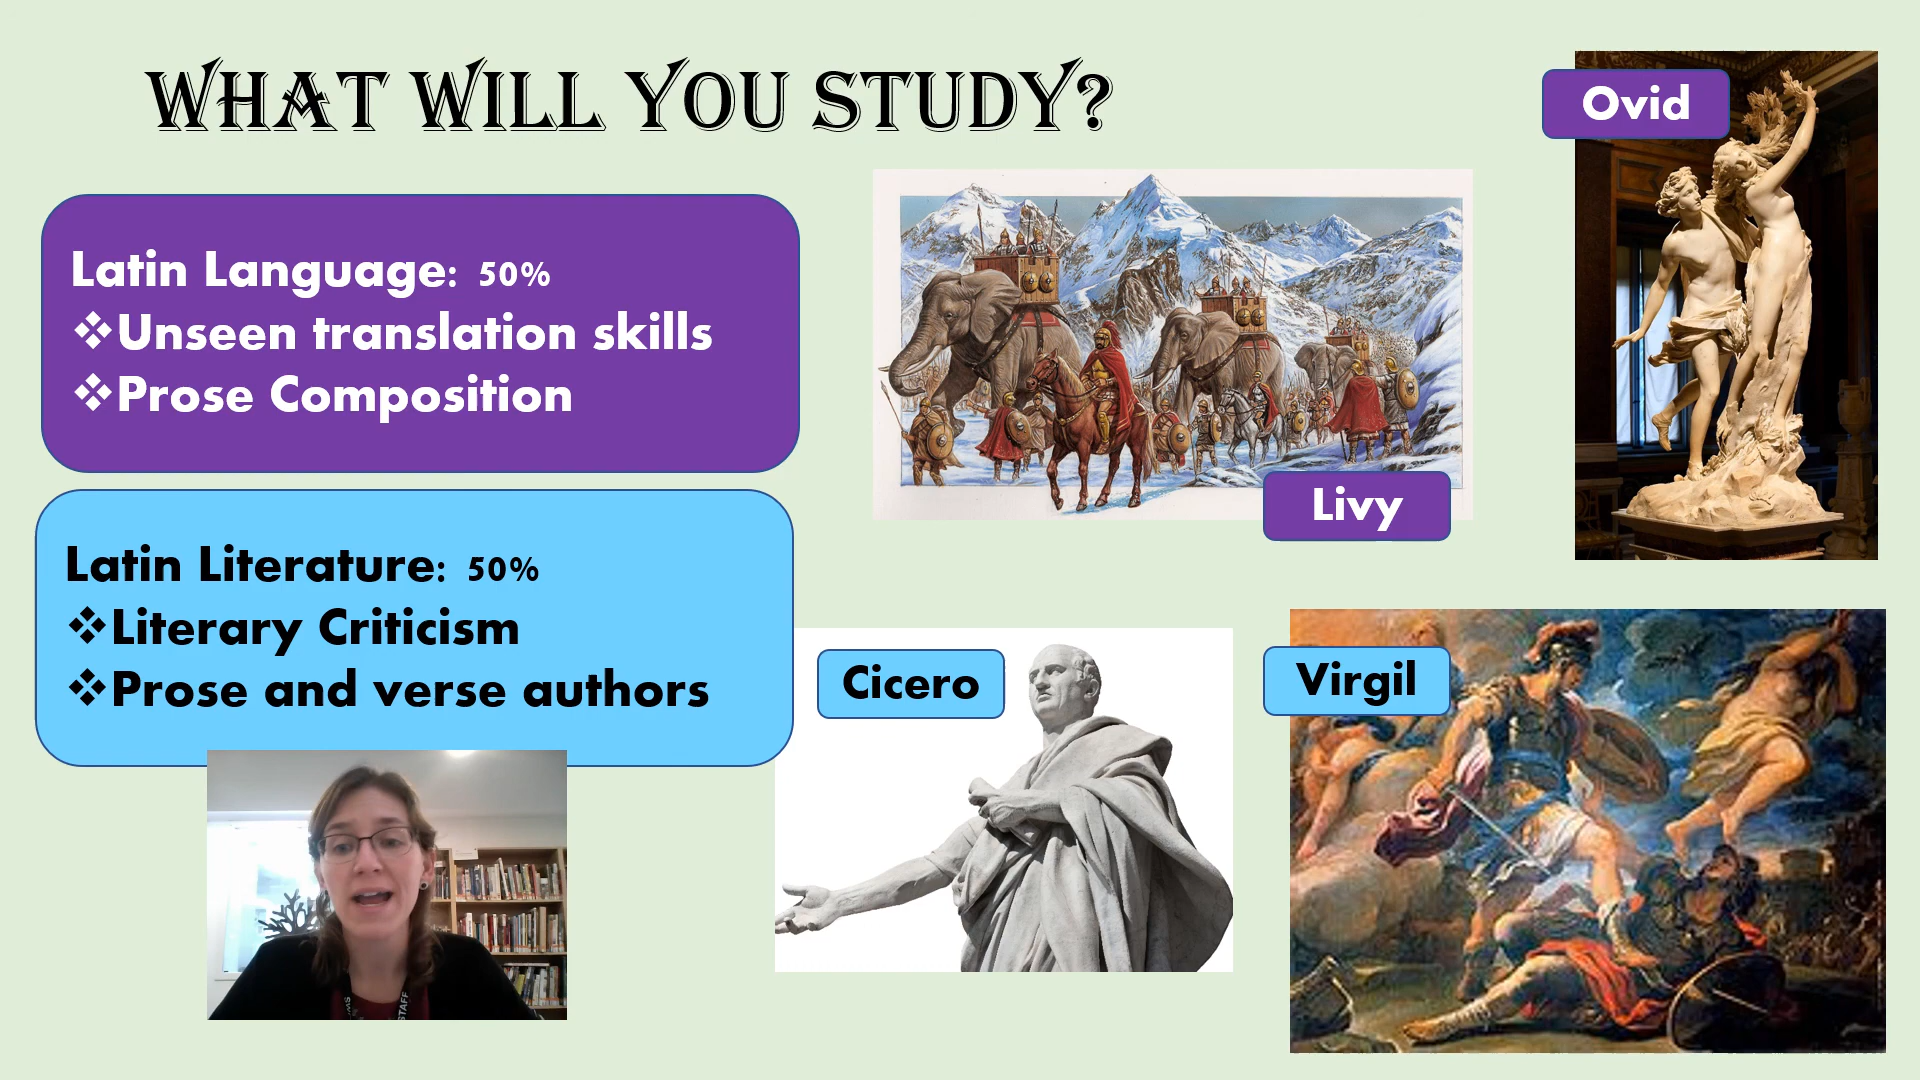 WHAT WILL YOU STUDY?
Latin Language: 50%
❖Unseen translation skills
❖Prose Composition
Latin Literature: 50%
❖Literary Criticism
❖Prose and verse authors
Ovid
Livy
Cicero
Virgil
STAFF